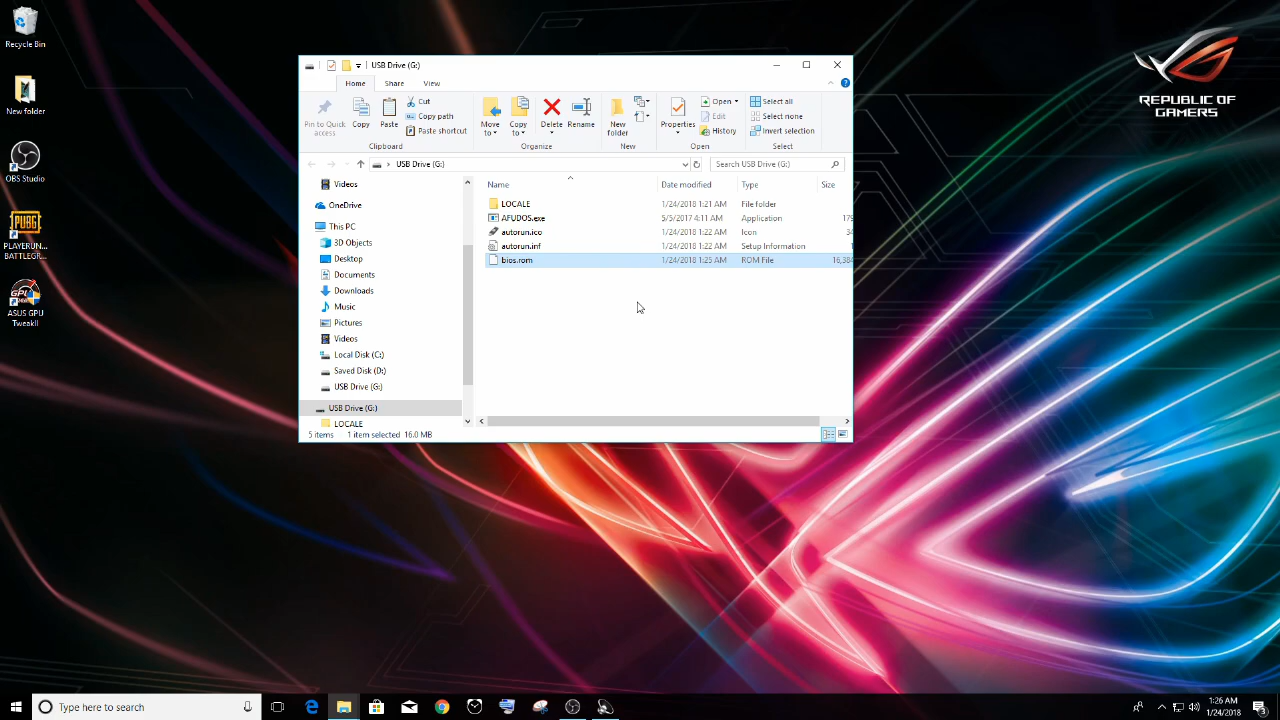 Recycle Bin
New folder
OBS Studio
PUBG
PLAYERUN...
BATTLEGR...
ASUS GPU
TweakII
REPUBLIC OF
GAMERS
USB Drive (G:)
Home Share View
Pin to Quick
access
Copy
Paste
Cut
Copy path
Paste shortcut
Clipboard
Move
to
Copy
to
Delete
Rename
Organize
New
folder
New
Properties
Open
Edit
History
Open
Select all
Select none
Invert selection
Select
USB Drive (G:)
Search USB Drive (G:)
Videos
OneDrive
This PC
3D Objects
Desktop
Documents
Downloads
Music
Pictures
Videos
Local Disk (C:)
Saved Disk (D:)
USB Drive (G:)
USB Drive (G:)
LOCALE
Name Date modified Type Size
LOCALE 1/24/2018 1:21 AM File folder
AFUDOS.exe 5/5/2017 4:11 AM Application 179
autorun.ico 1/24/2018 1:22 AM Icon 34
autorun.inf 1/24/2018 1:22 AM Setup Information 1
bios.rom 1/24/2018 1:25 AM ROM File 16,384
5 items 1 item selected 16.0 MB
Type here to search
1:26 AM
1/24/2018
3